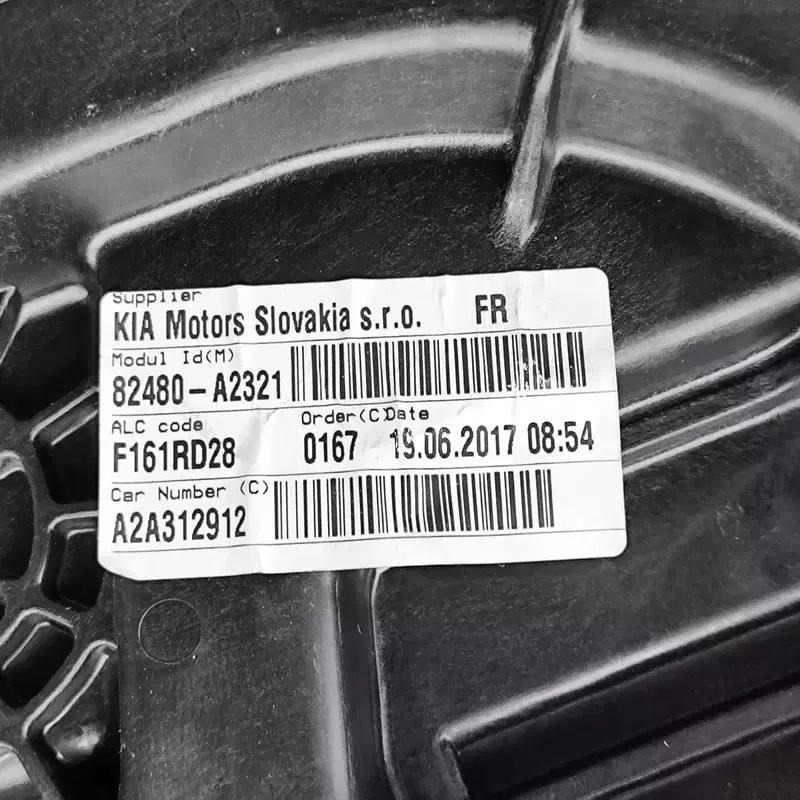 Supplier
KIA Motors Slovakia s.r.o. FR
Modul Id(M)
82480-A2321
ALC code Order(C)Date
F161RD28 0167 19.06.2017 08:54
Car Number (C)
A2A312912